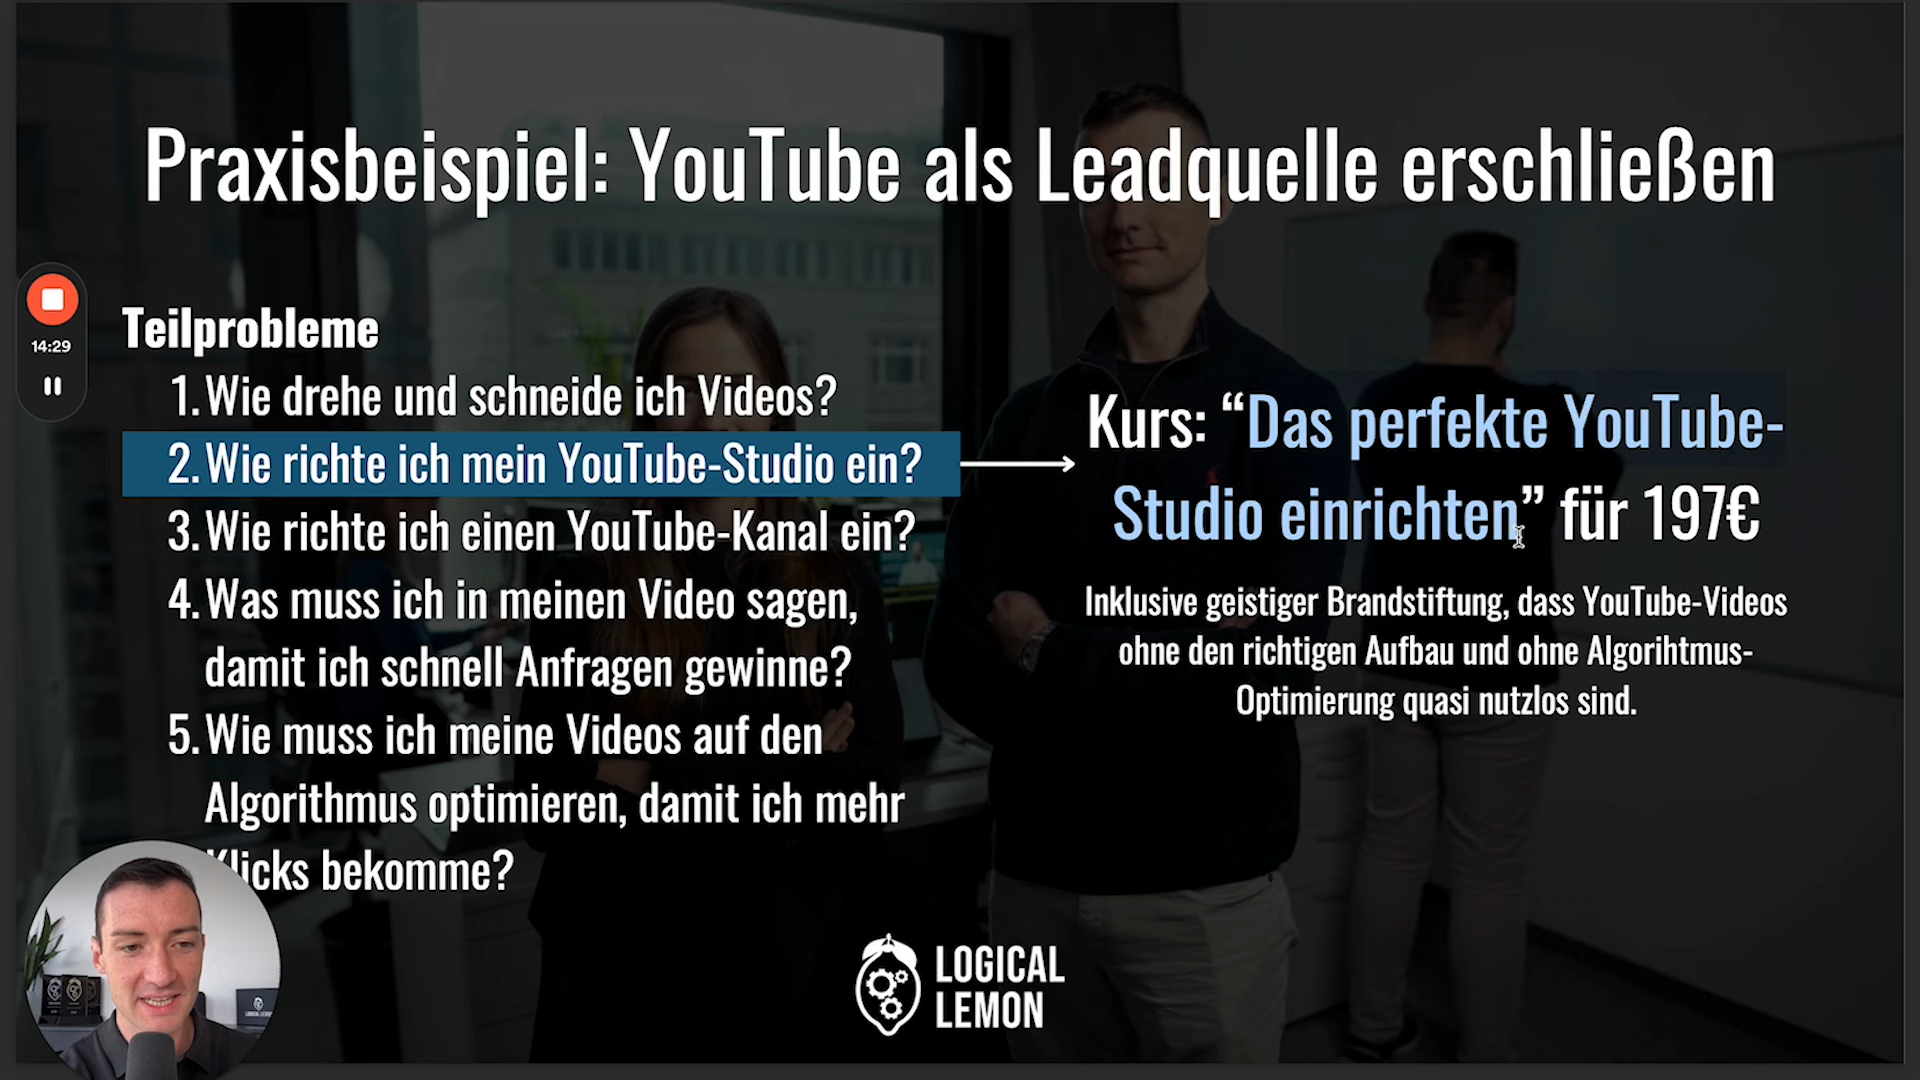 Praxisbeispiel: YouTube als Leadquelle erschließen
14:29
Teilprobleme
1. Wie drehe und schneide ich Videos?
2. Wie richte ich mein YouTube-Studio ein?
3. Wie richte ich einen YouTube-Kanal ein?
4. Was muss ich in meinen Video sagen,
damit ich schnell Anfragen gewinne?
5. Wie muss ich meine Videos auf den
Algorithmus optimieren, damit ich mehr
Klicks bekomme?
Kurs: “Das perfekte YouTube-
Studio einrichten” für 197€
Inklusive geistiger Brandstiftung, dass YouTube-Videos
ohne den richtigen Aufbau und ohne Algorihtmus-
Optimierung quasi nutzlos sind.
LOGICAL
LEMON